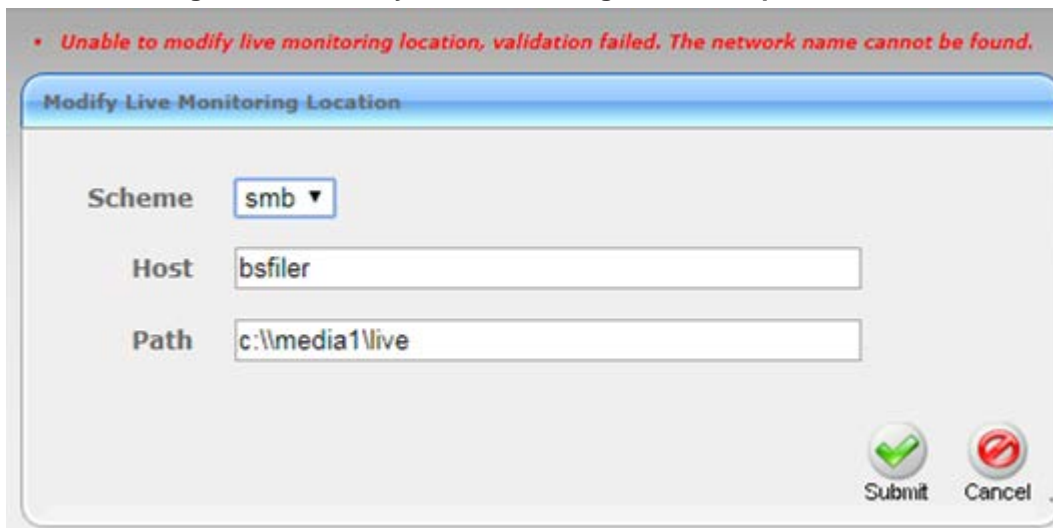 • Unable to modify live monitoring location, validation failed. The network name cannot be found.
Modify Live Monitoring Location
Scheme smb
Host bsfiler
Path c:\\media1\live
Submit Cancel